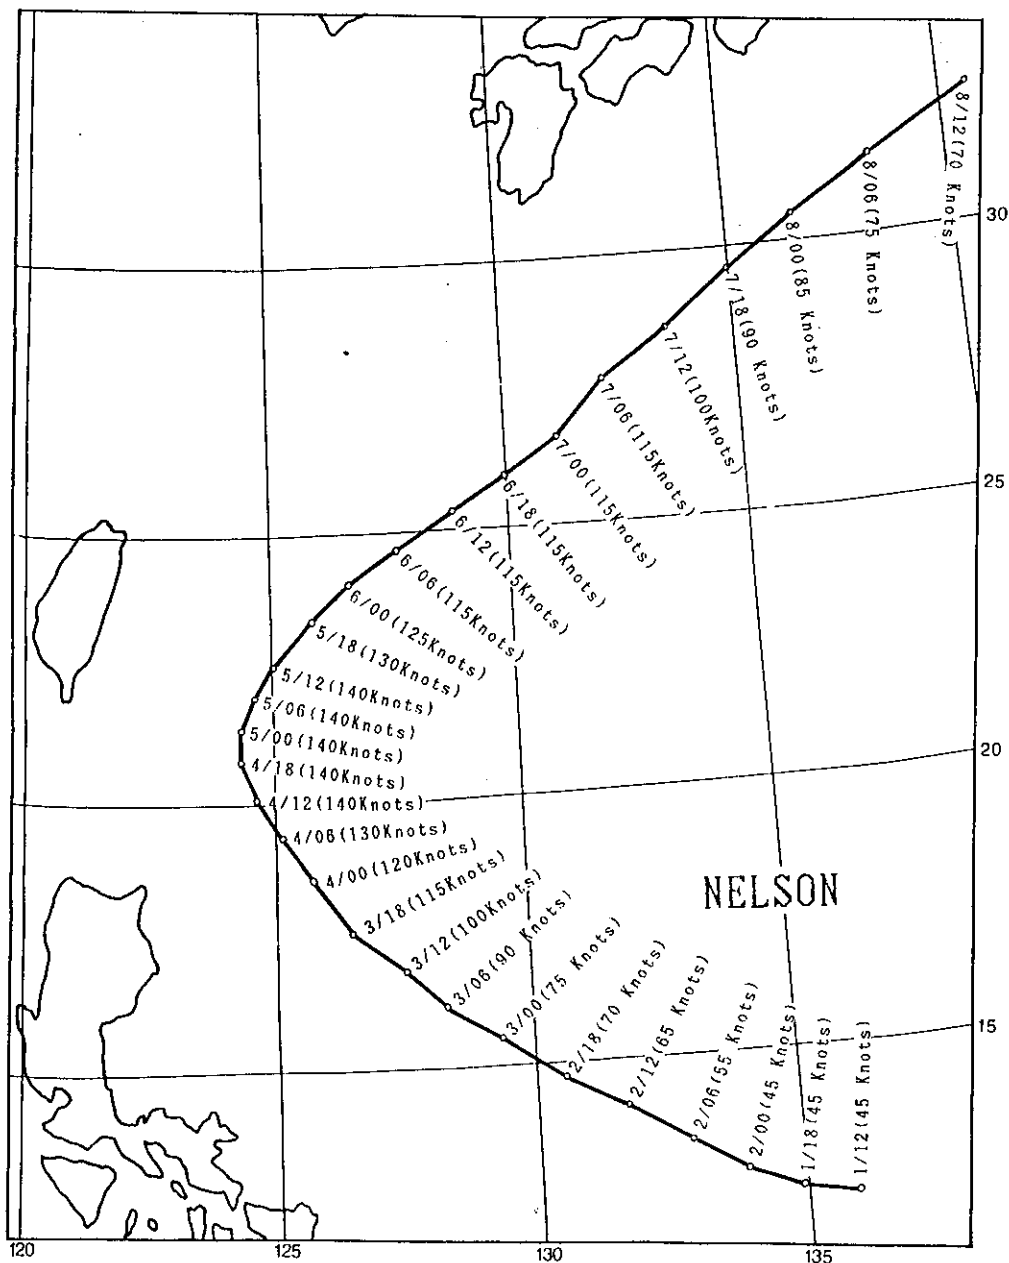 8/12(70 Knots)
8/06(75 Knots)
30
8/00(85 Knots)
7/18(90 Knots)
7/12(100Knots)
7/06(115Knots)
7/00(115Knots)
25
6/18(115Knots)
6/12(115Knots)
6/06(115Knots)
6/00(125Knots)
5/18(130Knots)
5/12(140Knots)
5/06(140Knots)
5/00(140Knots)
20
4/18(140Knots)
4/12(140Knots)
4/06(130Knots)
4/00(120Knots)
NELSON
3/18(115Knots)
3/12(100Knots)
3/06(90 Knots)
3/00(75 Knots)
15
2/18(70 Knots)
2/12(65 Knots)
2/06(55 Knots)
2/00(45 Knots)
1/18(45 Knots)
1/12(45 Knots)
120 125 130 135